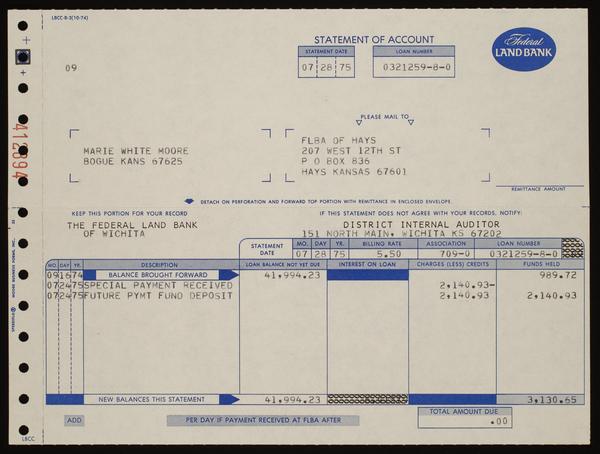 LBCC-B-3(10-74)
STATEMENT OF ACCOUNT
Federal
LAND BANK
STATEMENT DATE LOAN NUMBER
09 07 28 75 0321259-8-0
412894
PLEASE MAIL TO
MARIE WHITE MOORE
BOGUE KANS 67625
FLBA OF HAYS
207 WEST 12TH ST
P O BOX 836
HAYS KANSAS 67601
REMITTANCE AMOUNT
DETACH ON PERFORATION AND FORWARD TOP PORTION WITH REMITTANCE IN ENCLOSED ENVELOPE.
KEEP THIS PORTION FOR YOUR RECORD IF THIS STATEMENT DOES NOT AGREE WITH YOUR RECORDS, NOTIFY:
THE FEDERAL LAND BANK DISTRICT INTERNAL AUDITOR
OF WICHITA 151 NORTH MAIN, WICHITA KS 67202
STATEMENT DATE MO. DAY YR. BILLING RATE ASSOCIATION LOAN NUMBER
07 28 75 5.50 709-0 0321259-8-0
MO. DAY YR. DESCRIPTION LOAN BALANCE NOT YET DUE INTEREST ON LOAN CHARGES (LESS) CREDITS FUNDS HELD
091674 BALANCE BROUGHT FORWARD 41,994.23 989.72
072475 SPECIAL PAYMENT RECEIVED 2,140.93-
072475 FUTURE PYMT FUND DEPOSIT 2,140.93 2,140.93
NEW BALANCES THIS STATEMENT 41,994.23 3,130.65
ADD PER DAY IF PAYMENT RECEIVED AT FLBA AFTER TOTAL AMOUNT DUE
.00
LBCC